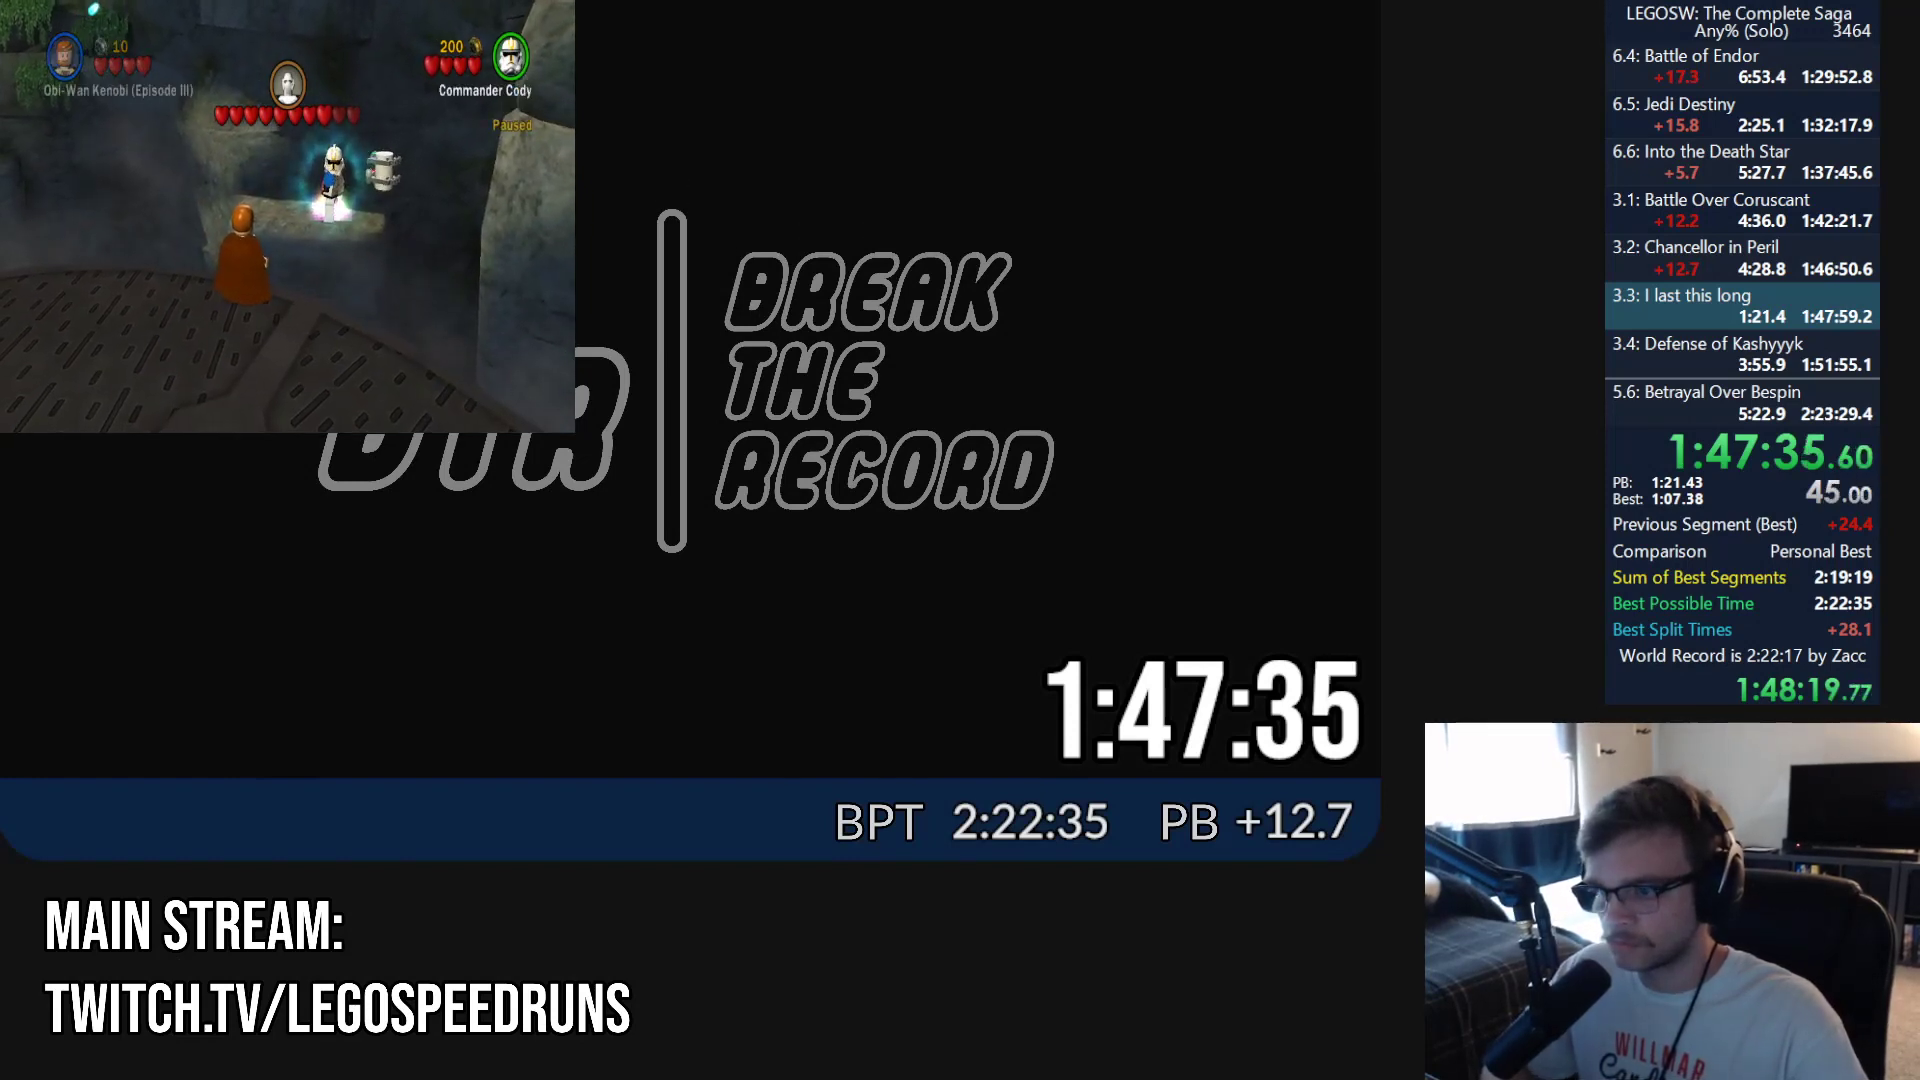 10
200
Obi-Wan Kenobi (Episode III)
Commander Cody
Paused
BTR
BREAK
THE
RECORD
1:47:35
BPT 2:22:35 PB +12.7
MAIN STREAM:
TWITCH.TV/LEGOSPEEDRUNS
LEGOSW: The Complete Saga
Any% (Solo) 3464
6.4: Battle of Endor
+17.3 6:53.4 1:29:52.8
6.5: Jedi Destiny
+15.8 2:25.1 1:32:17.9
6.6: Into the Death Star
+5.7 5:27.7 1:37:45.6
3.1: Battle Over Coruscant
+12.2 4:36.0 1:42:21.7
3.2: Chancellor in Peril
+12.7 4:28.8 1:46:50.6
3.3: I last this long
1:21.4 1:47:59.2
3.4: Defense of Kashyyyk
3:55.9 1:51:55.1
5.6: Betrayal Over Bespin
5:22.9 2:23:29.4
1:47:35.60
PB: 1:21.43
Best: 1:07.38
45.00
Previous Segment (Best) +24.4
Comparison Personal Best
Sum of Best Segments 2:19:19
Best Possible Time 2:22:35
Best Split Times +28.1
World Record is 2:22:17 by Zacc
1:48:19.77
WILLMAR